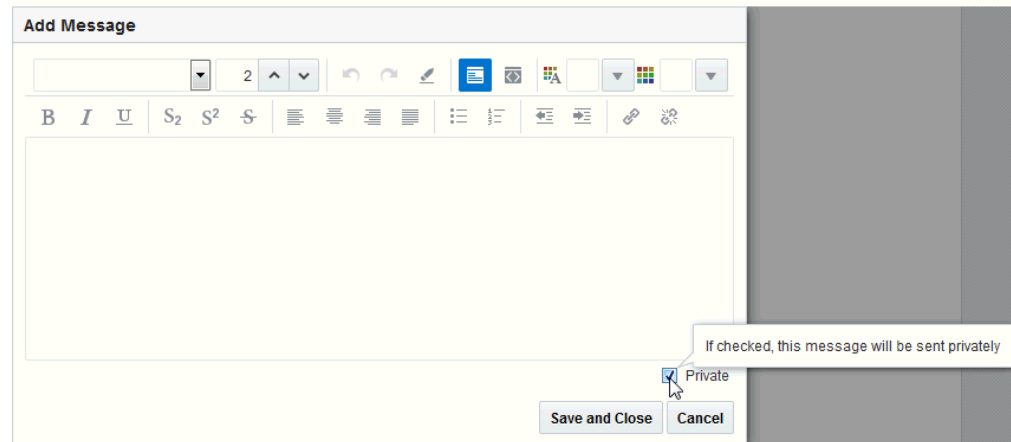 Add Message
2
A
B I U S2 S2 S
If checked, this message will be sent privately
Private
Save and Close Cancel